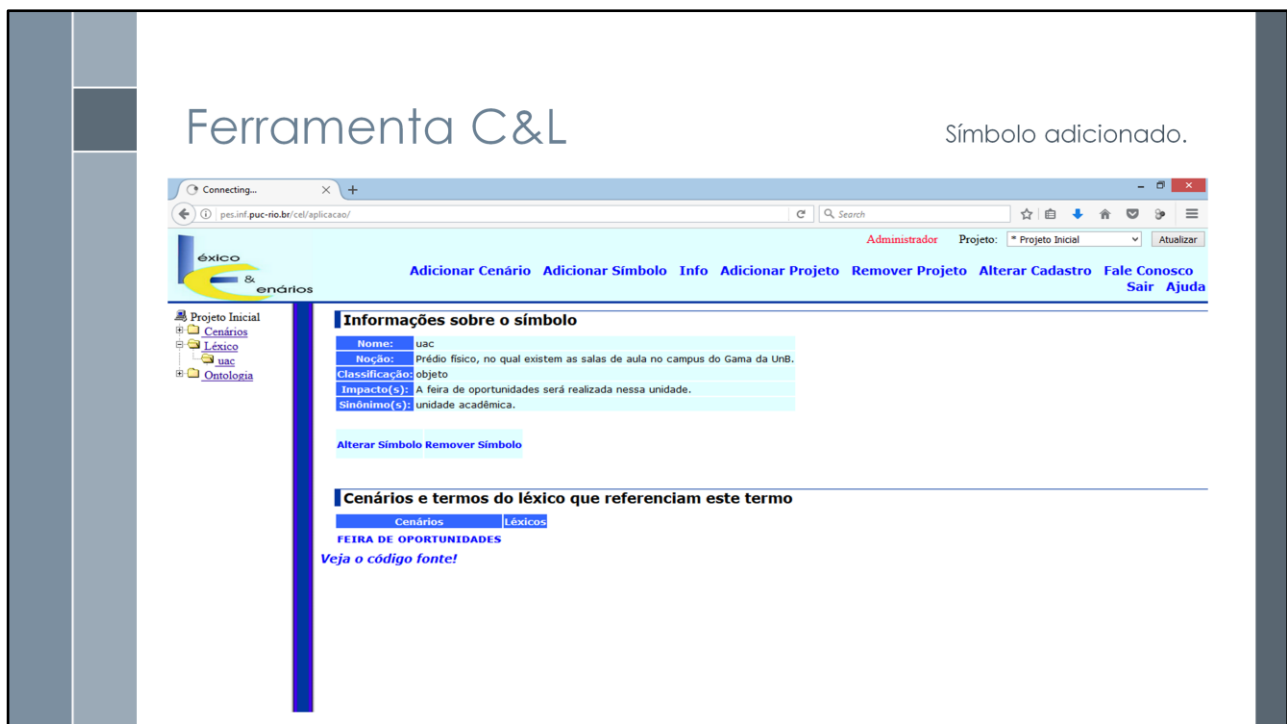 Ferramenta C&L
Símbolo adicionado.
Connecting...
pes.inf.puc-rio.br/cel/aplicacao/
Search
Administrador Projeto: * Projeto Inicial Atualizar
éxico
&
enários
Adicionar Cenário Adicionar Símbolo Info Adicionar Projeto Remover Projeto Alterar Cadastro Fale Conosco
Sair Ajuda
Projeto Inicial
Cenários
Léxico
uac
Ontologia
Informações sobre o símbolo
Nome: uac
Noção: Prédio físico, no qual existem as salas de aula no campus do Gama da UnB.
Classificação: objeto
Impacto(s): A feira de oportunidades será realizada nessa unidade.
Sinônimo(s): unidade acadêmica.
Alterar Símbolo Remover Símbolo
Cenários e termos do léxico que referenciam este termo
Cenários Léxicos
FEIRA DE OPORTUNIDADES
Veja o código fonte!